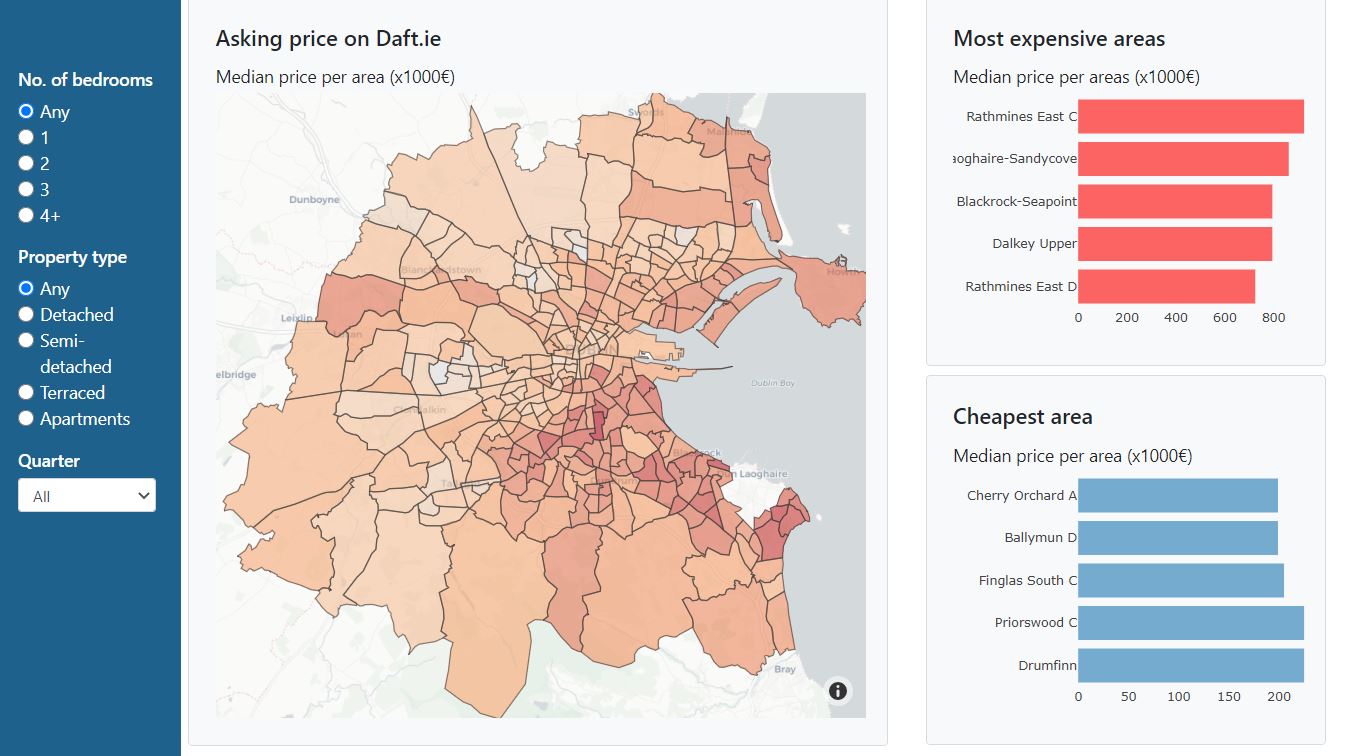 No. of bedrooms
Any
1
2
3
4+
Property type
Any
Detached
Semi-
detached
Terraced
Apartments
Quarter
All
Asking price on Daft.ie
Median price per area (x1000€)
Swords
Malahide
Dunboyne
Blanchardstown
Howth
Leixlip
elbridge
DUBLIN
Dublin Bay
Clondalkin
Blackrock
n Laoghaire
Dundrum
Bray
Most expensive areas
Median price per areas (x1000€)
Rathmines East C
aoghaire-Sandycove
Blackrock-Seapoint
Dalkey Upper
Rathmines East D
0 200 400 600 800
Cheapest area
Median price per area (x1000€)
Cherry Orchard A
Ballymun D
Finglas South C
Priorswood C
Drumfinn
0 50 100 150 200